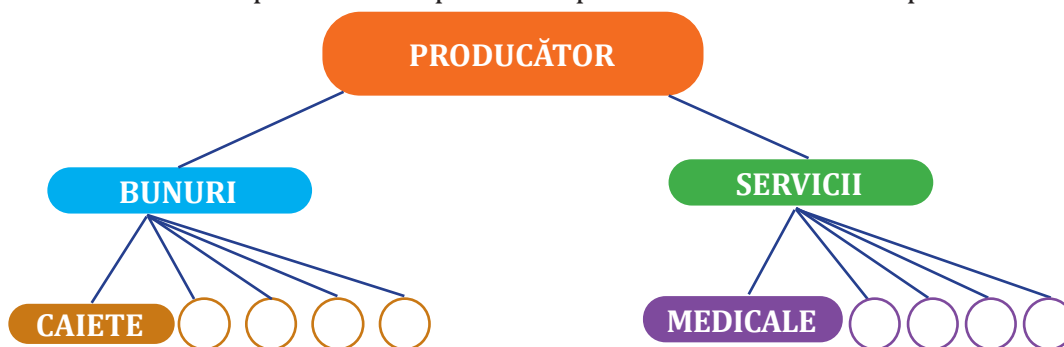 PRODUCĂTOR
BUNURI
SERVICII
CAIETE
MEDICALE